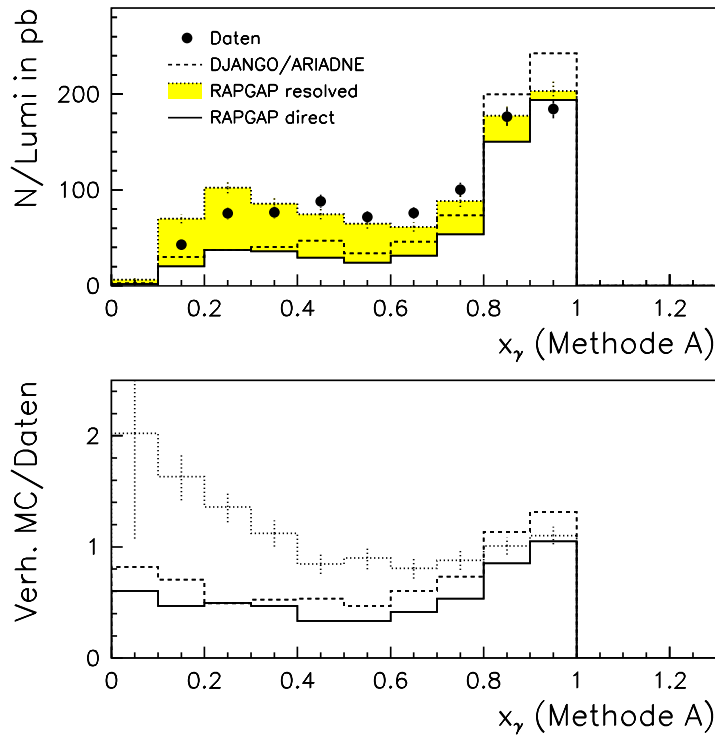 N/Lumi in pb
200
100
0
Daten
DJANGO/ARIADNE
RAPGAP resolved
RAPGAP direct
0 0.2 0.4 0.6 0.8 1 1.2
xγ (Methode A)
Verh. MC/Daten
2
1
0
0 0.2 0.4 0.6 0.8 1 1.2
xγ (Methode A)